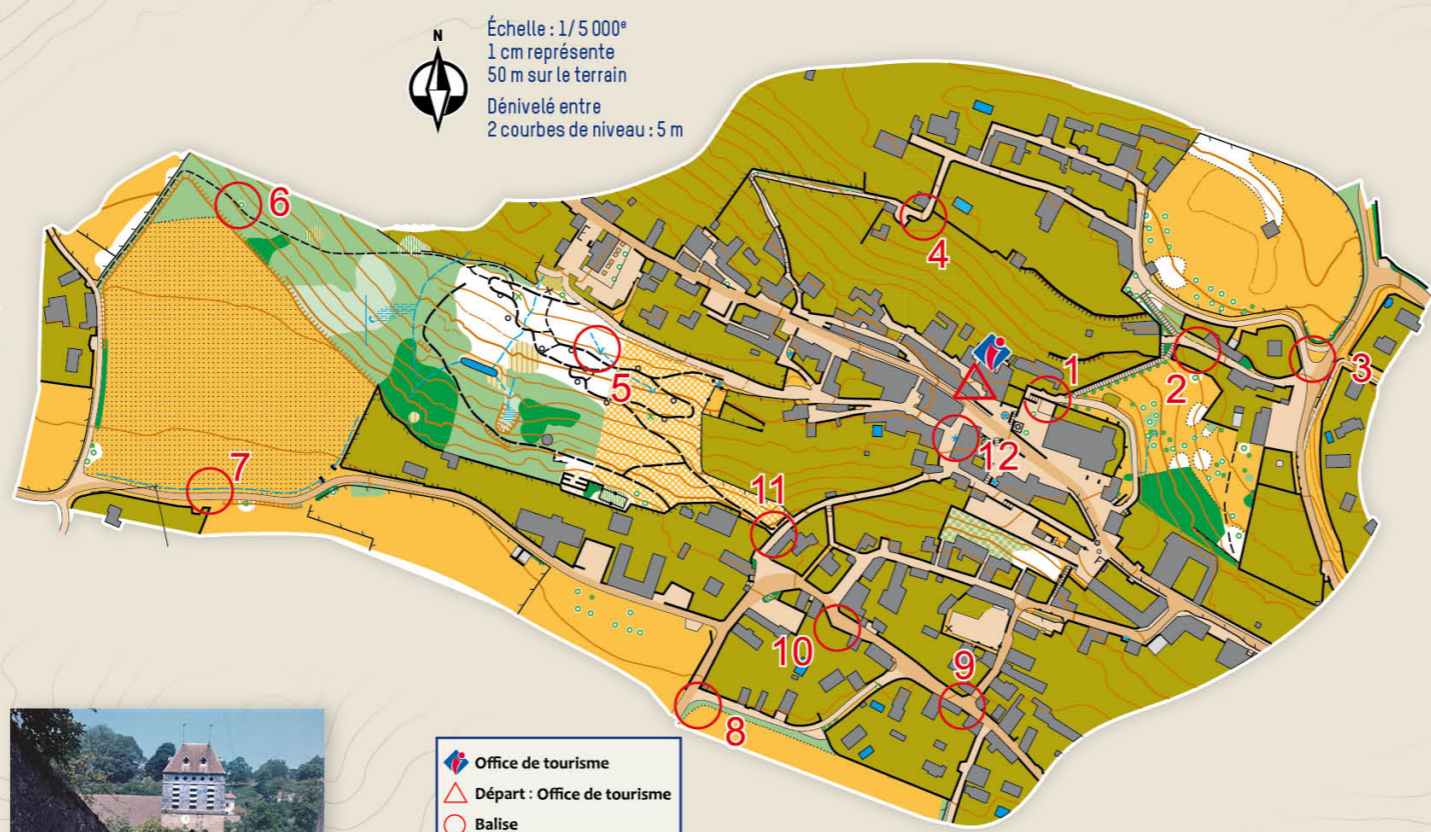 N
Échelle : 1/ 5 000e
1 cm représente
50 m sur le terrain
Dénivelé entre
2 courbes de niveau : 5 m
6
4
1
2
3
5
7
12
11
10
9
8
Office de tourisme
Départ : Office de tourisme
Balise